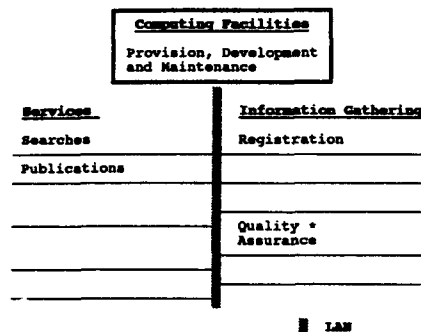 Computing Facilities
Provision, Development
and Maintenance
Services
Searches
Publications
Information Gathering
Registration
Quality *
Assurance
LAN